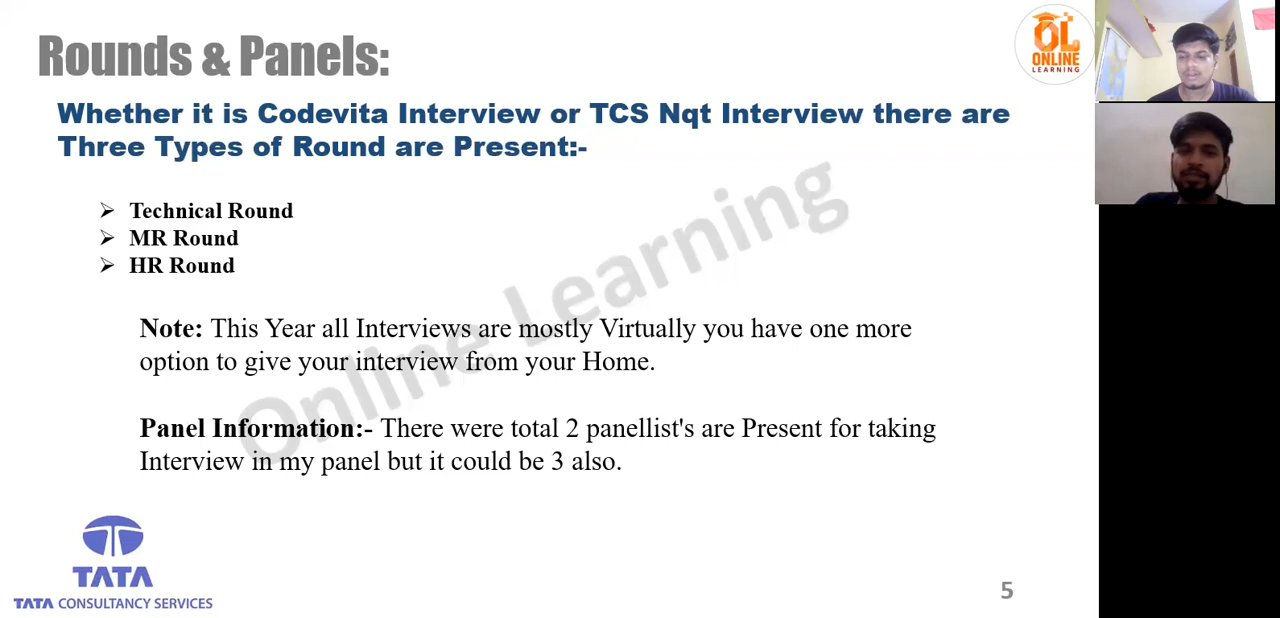 Rounds & Panels:
OL
ONLINE
LEARNING
Whether it is Codevita Interview or TCS Nqt Interview there are
Three Types of Round are Present:-
➢ Technical Round
➢ MR Round
➢ HR Round
Note: This Year all Interviews are mostly Virtually you have one more
option to give your interview from your Home.
Panel Information:- There were total 2 panellist's are Present for taking
Interview in my panel but it could be 3 also.
Online Learning
TATA
TATA CONSULTANCY SERVICES
5